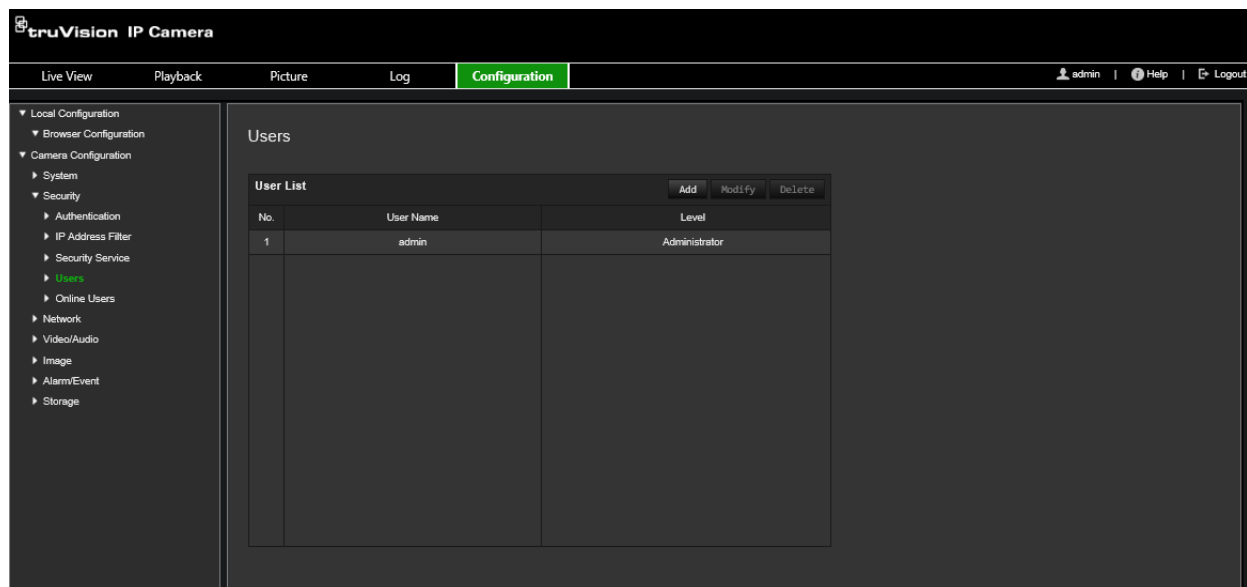 truVision IP Camera
Live View Playback Picture Log Configuration admin | Help | Logout
Local Configuration
Browser Configuration
Camera Configuration
System
Security
Authentication
IP Address Filter
Security Service
Users
Online Users
Network
Video/Audio
Image
Alarm/Event
Storage
Users
User List Add Modify Delete
No. User Name Level
1 admin Administrator